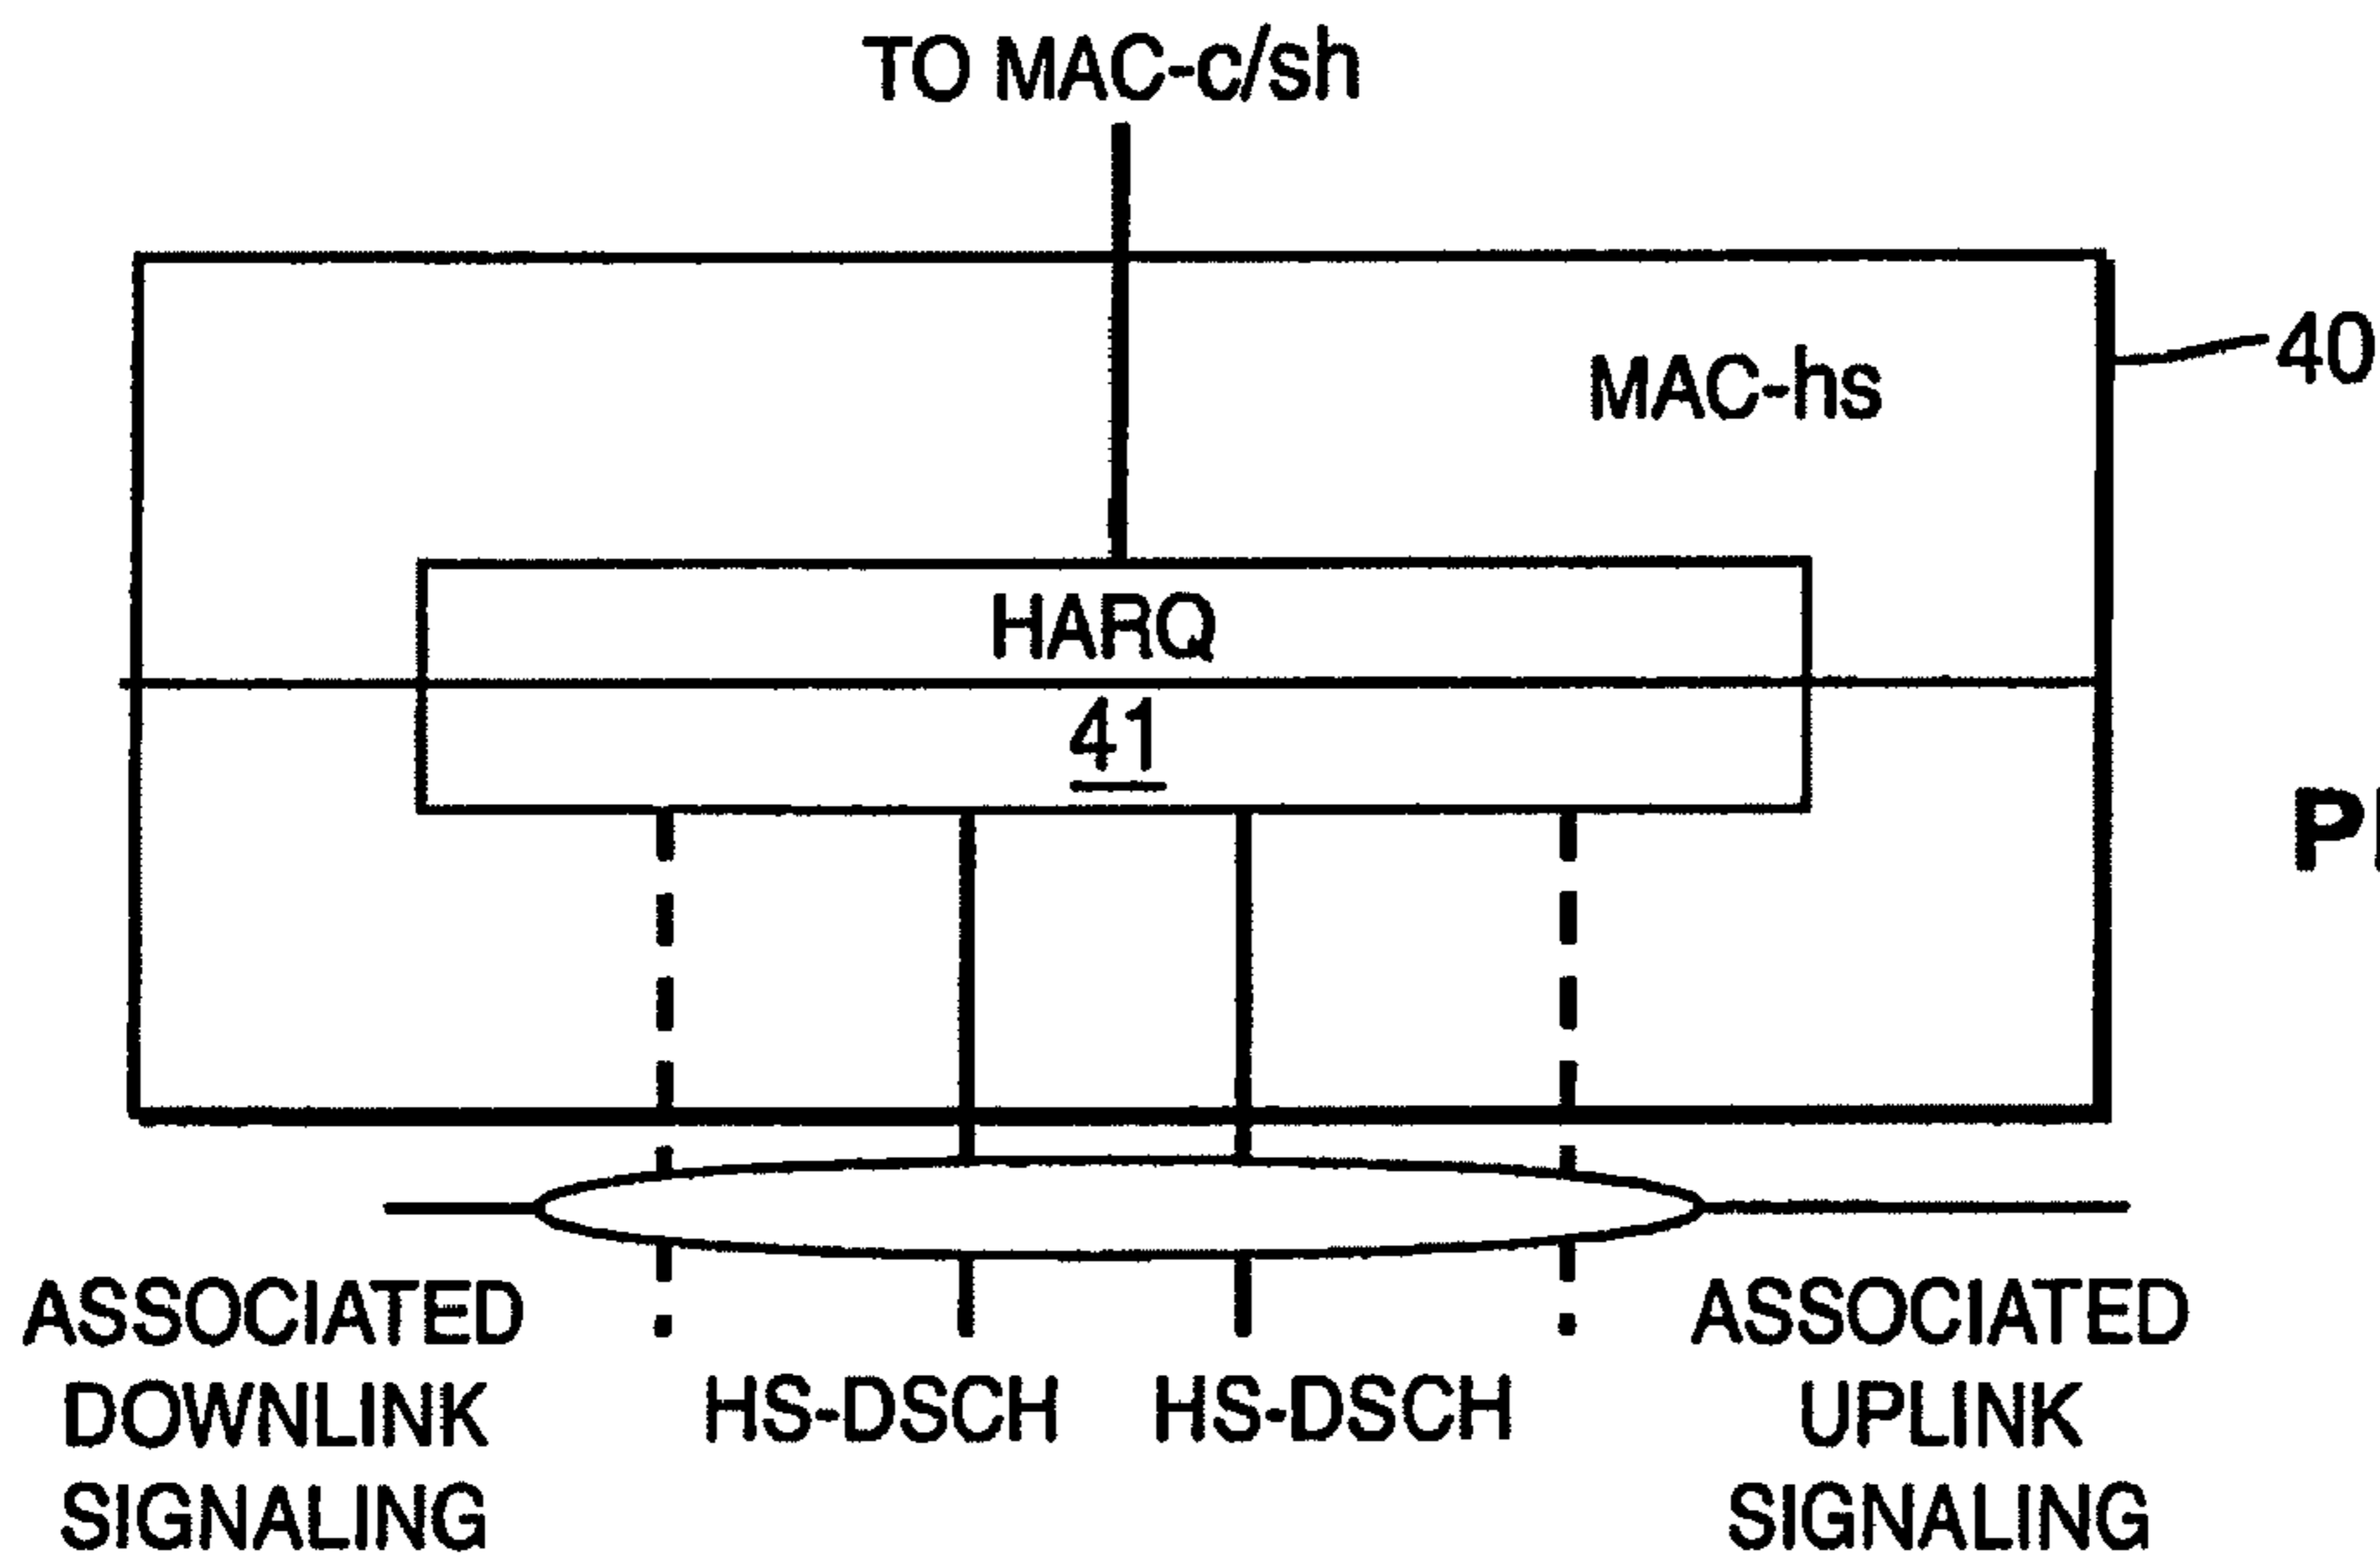 TO MAC-c/sh
MAC-hs
40
HARQ
41
ASSOCIATED
DOWNLINK
SIGNALING
HS-DSCH
HS-DSCH
ASSOCIATED
UPLINK
SIGNALING